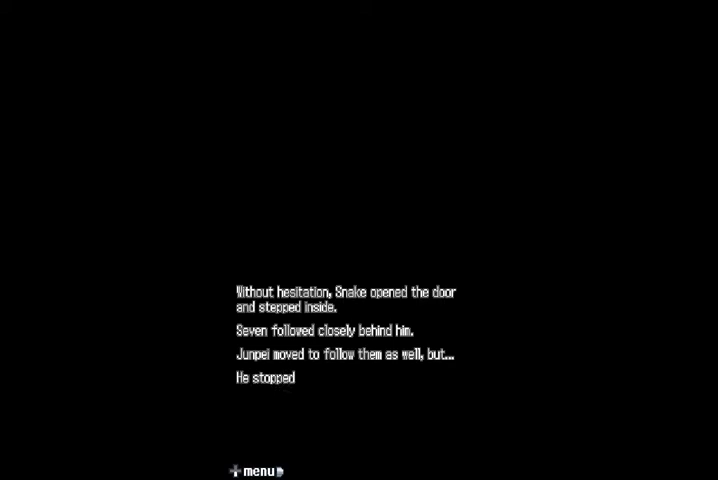 Without hesitation, Snake opened the door
and stepped inside.
Seven followed closely behind him.
Junpei moved to follow them as well, but...
He stopped
menu